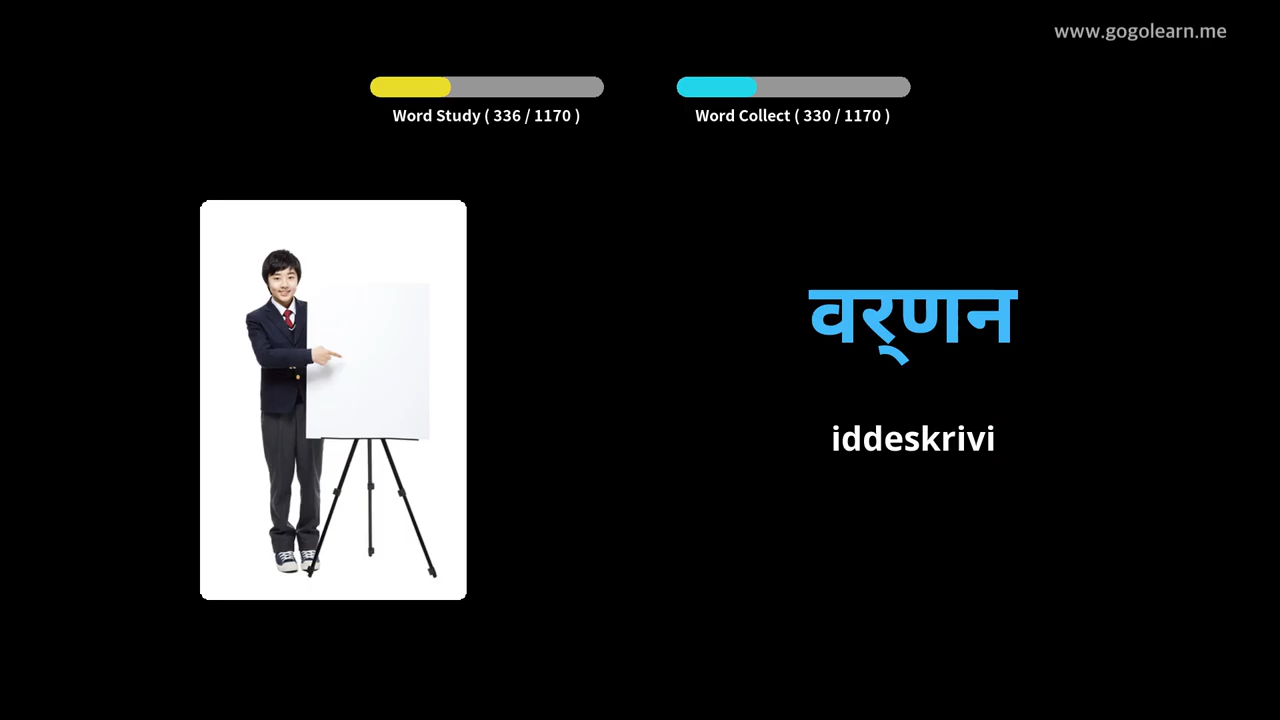 www.gogolearn.me
Word Study ( 336 / 1170 )
Word Collect ( 330 / 1170 )
वर्‌णन
iddeskrivi